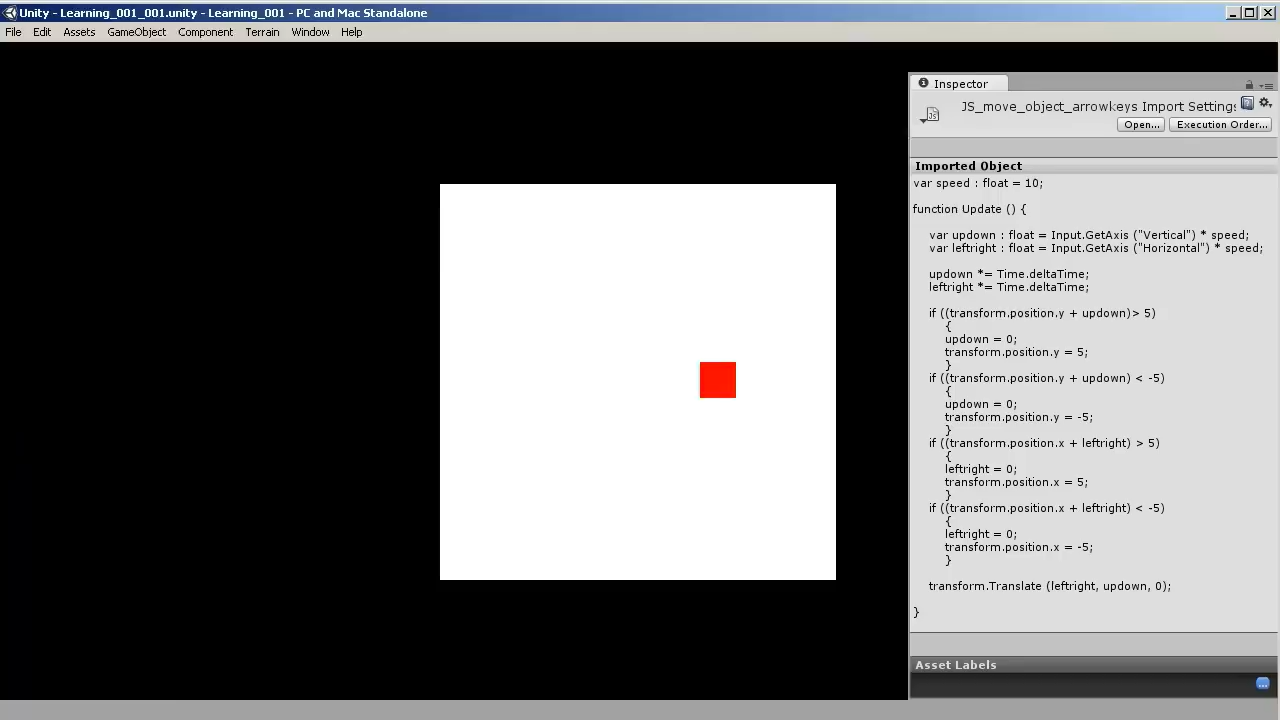 Unity - Learning_001_001.unity - Learning_001 - PC and Mac Standalone
File Edit Assets GameObject Component Terrain Window Help
Inspector
JS_move_object_arrowkeys Import Settings
Open... Execution Order...
Imported Object
var speed : float = 10;
function Update () {
var updown : float = Input.GetAxis ("Vertical") * speed;
var leftright : float = Input.GetAxis ("Horizontal") * speed;
updown *= Time.deltaTime;
leftright *= Time.deltaTime;
if ((transform.position.y + updown)> 5)
{
updown = 0;
transform.position.y = 5;
}
if ((transform.position.y + updown) < -5)
{
updown = 0;
transform.position.y = -5;
}
if ((transform.position.x + leftright) > 5)
{
leftright = 0;
transform.position.x = 5;
}
if ((transform.position.x + leftright) < -5)
{
leftright = 0;
transform.position.x = -5;
}
transform.Translate (leftright, updown, 0);
}
Asset Labels